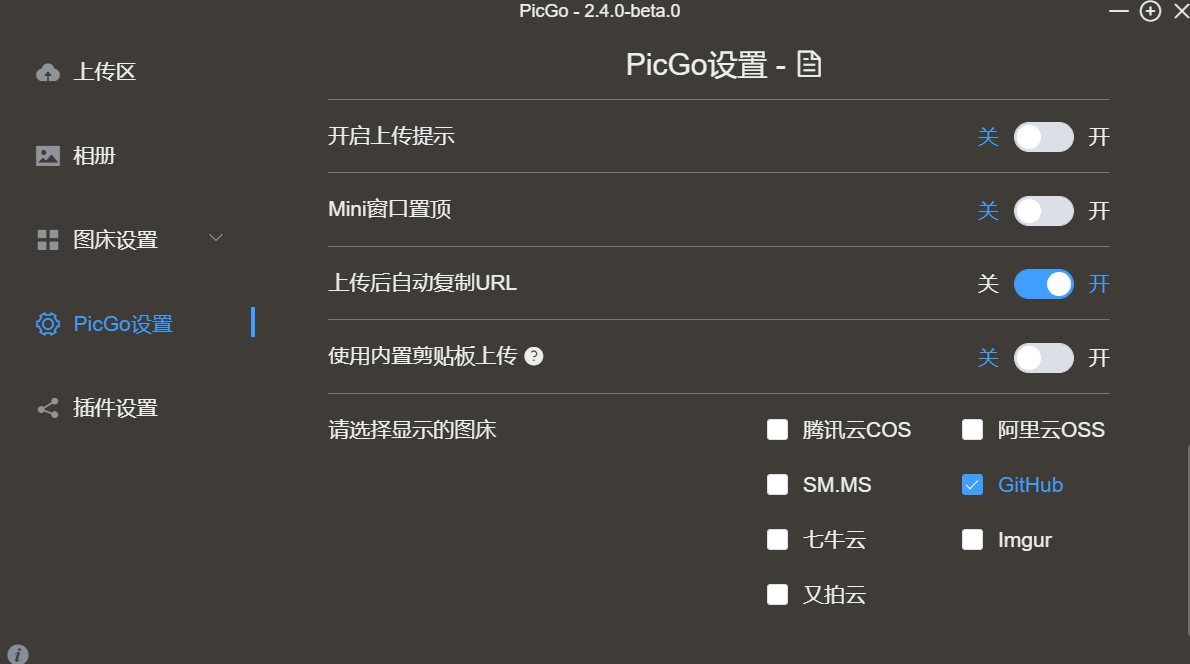 PicGo - 2.4.0-beta.0
上传区
相册
图床设置
PicGo设置
插件设置
PicGo设置 -
开启上传提示 关 开
Mini窗口置顶 关 开
上传后自动复制URL 关 开
使用内置剪贴板上传 ? 关 开
请选择显示的图床 腾讯云COS 阿里云OSS
SM.MS GitHub
七牛云 Imgur
又拍云
i